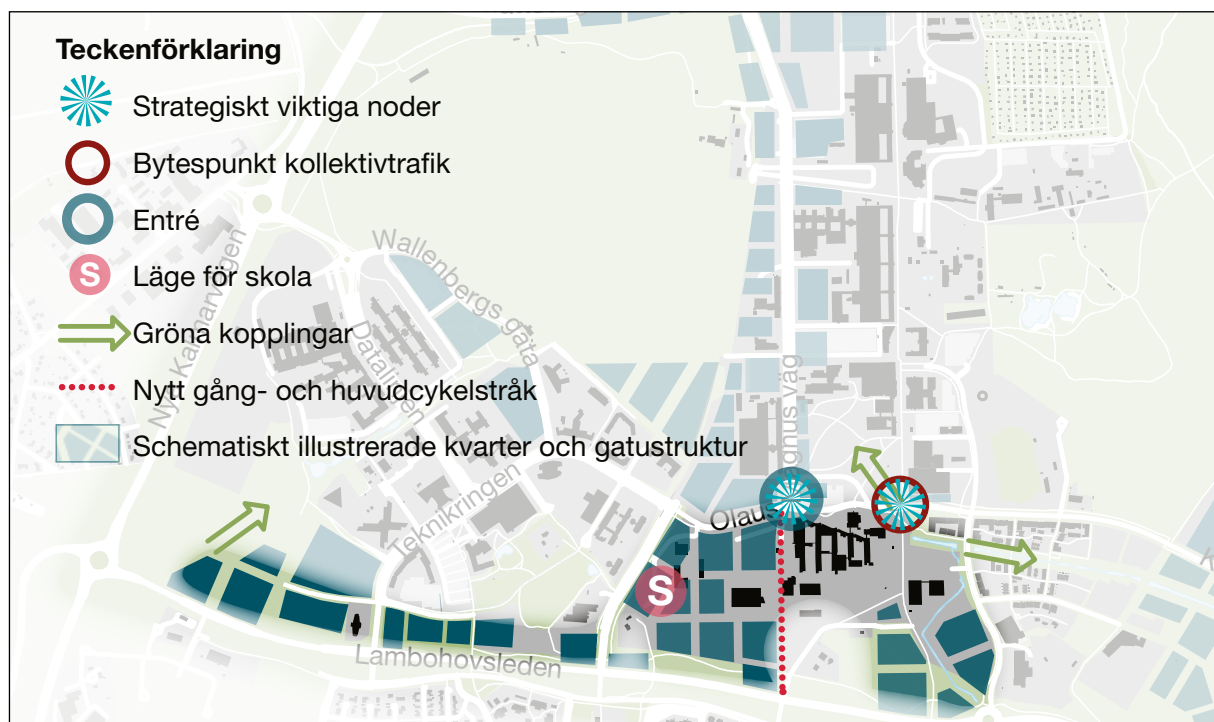 Teckenförklaring
Strategiskt viktiga noder
Bytespunkt kollektivtrafik
Entré
S Läge för skola
Gröna kopplingar
Nytt gång- och huvudcykelstråk
Schematiskt illustrerade kvarter och gatustruktur
Wallenbergs gata
Datalinjen
Teknikringen
Olaus
S
Lambohovsleden